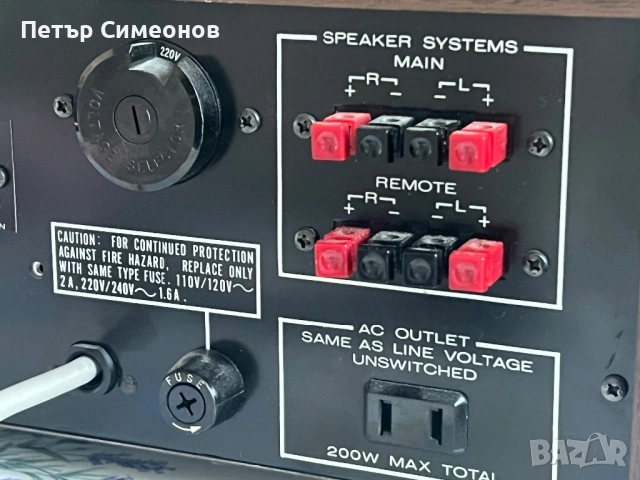 Петър Симеонов
220V
VOLTAGE SELECTOR
SPEAKER SYSTEMS
MAIN
+ R - - L +
REMOTE
+ R - - L +
CAUTION: FOR CONTINUED PROTECTION
AGAINST FIRE HAZARD, REPLACE ONLY
WITH SAME TYPE FUSE. 110V/120V~
2A, 220V/240V~ 1.6A.
FUSE
AC OUTLET
SAME AS LINE VOLTAGE
UNSWITCHED
200W MAX TOTAL
BAZAR